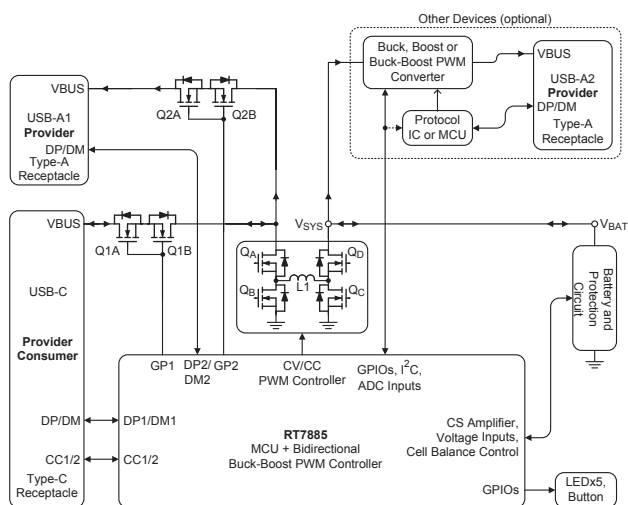 Other Devices (optional)
Buck, Boost or
Buck-Boost PWM
Converter
VBUS
USB-A2
Provider
DP/DM
Type-A
Receptacle
Protocol
IC or MCU
VBUS
USB-A1
Provider
DP/DM
Type-A
Receptacle
Q2A
Q2B
VBUS
Q1A
Q1B
USB-C
Provider
Consumer
DP/DM
CC1/2
Type-C
Receptacle
VSYS
VBAT
QA
QD
QB
QC
L1
Battery and
Protection
Circuit
GP1
DP2/
DM2
GP2
CV/CC
PWM Controller
GPIOs, I2C,
ADC Inputs
DP1/DM1
CC1/2
RT7885
MCU + Bidirectional
Buck-Boost PWM Controller
CS Amplifier,
Voltage Inputs,
Cell Balance Control
GPIOs
LEDx5,
Button